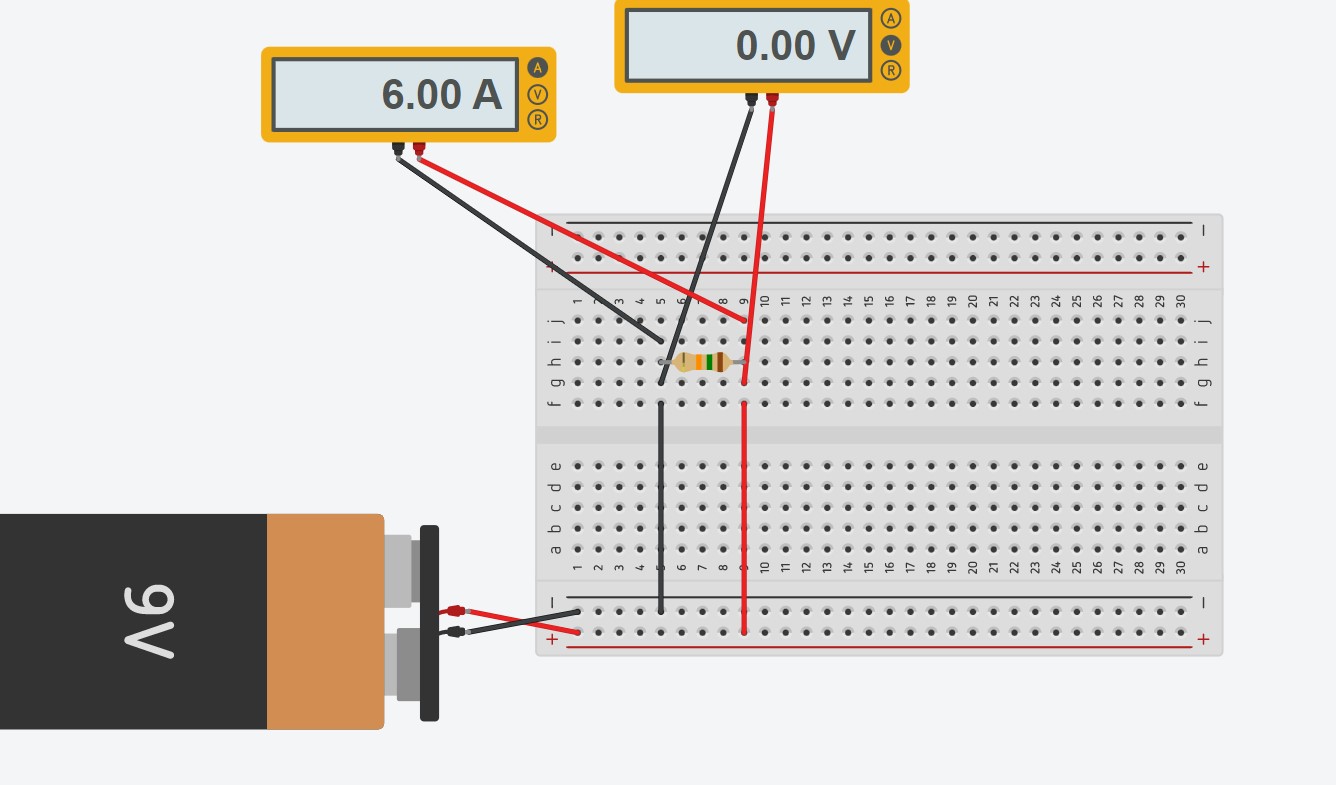 0.00 V
A
V
R
6.00 A
A
V
R
− −
+ +
1 2 3 4 5 6 7 8 9 10 11 12 13 14 15 16 17 18 19 20 21 22 23 24 25 26 27 28 29 30
j j
i i
h h
g g
f f
e e
d d
c c
b b
a a
1 2 3 4 5 6 7 8 9 10 11 12 13 14 15 16 17 18 19 20 21 22 23 24 25 26 27 28 29 30
− −
+ +
9V